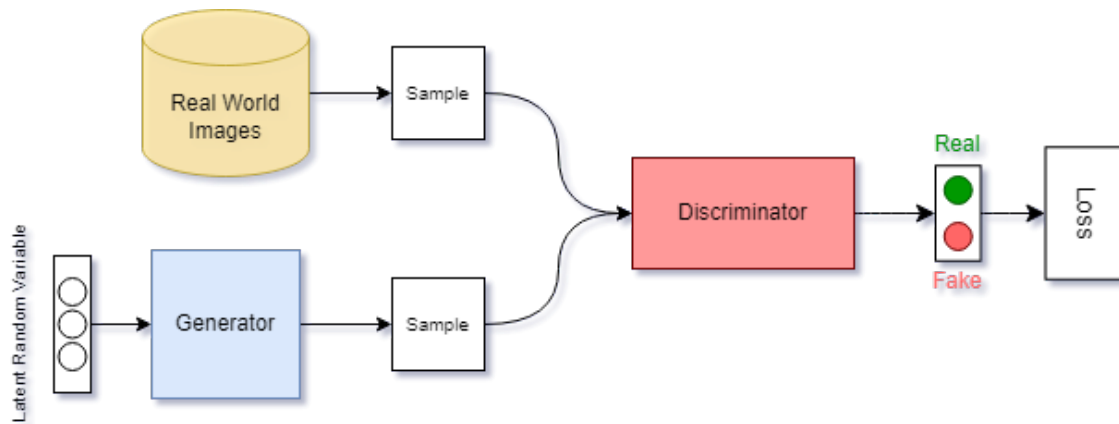 Real World
Images
Sample
Real
Discriminator
Loss
Fake
Latent Random Variable
Generator
Sample